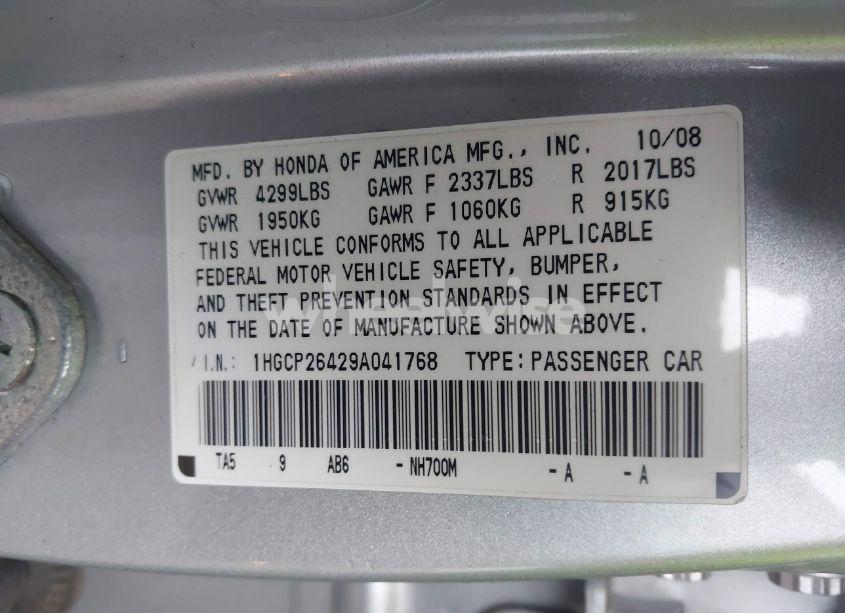 MFD. BY HONDA OF AMERICA MFG., INC. 10/08
GVWR 4299LBS GAWR F 2337LBS R 2017LBS
GVWR 1950KG GAWR F 1060KG R 915KG
THIS VEHICLE CONFORMS TO ALL APPLICABLE
FEDERAL MOTOR VEHICLE SAFETY, BUMPER,
AND THEFT PREVENTION STANDARDS IN EFFECT
ON THE DATE OF MANUFACTURE SHOWN ABOVE.
wheelwise
V.I.N.: 1HGCP26429A041768 TYPE: PASSENGER CAR
TA5 9 AB6 - NH700M - A - A